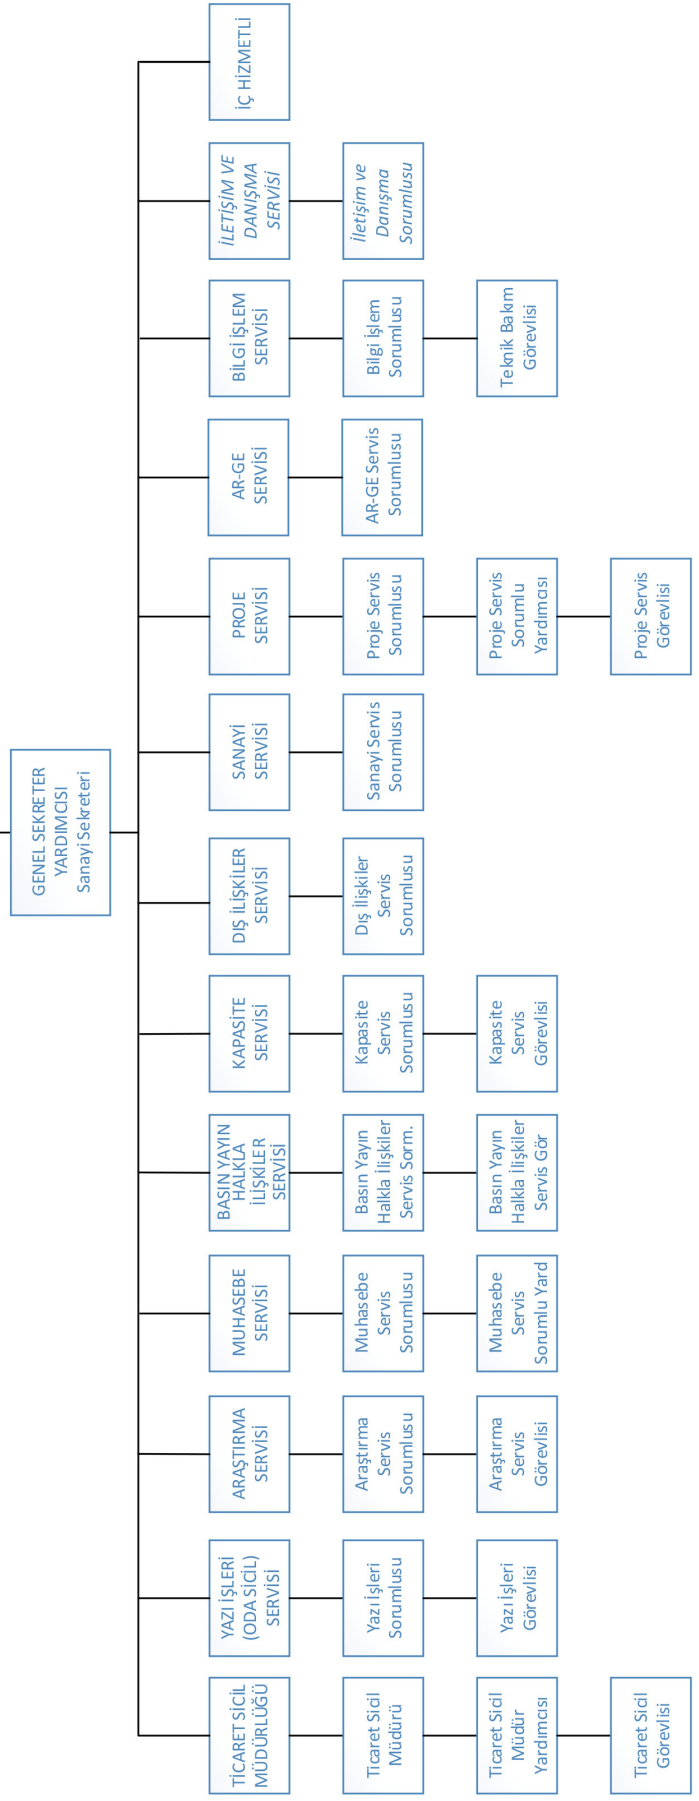 GENEL SEKRETER
YARDIMCISI
Sanayi Sekreteri
TİCARET SİCİL
MÜDÜRLÜĞÜ
YAZI İŞLERİ
(ODA SİCİL)
SERVİSİ
ARAŞTIRMA
SERVİSİ
MUHASEBE
SERVİSİ
BASIN YAYIN
HALKLA
İLİŞKİLER
SERVİSİ
KAPASİTE
SERVİSİ
DIŞ İLİŞKİLER
SERVİSİ
SANAYİ
SERVİSİ
PROJE
SERVİSİ
AR-GE
SERVİSİ
BİLGİ İŞLEM
SERVİSİ
İLETİŞİM VE
DANIŞMA
SERVİSİ
İÇ HİZMETLİ
Ticaret Sicil
Müdürü
Yazı İşleri
Sorumlusu
Araştırma
Servis
Sorumlusu
Muhasebe
Servis
Sorumlusu
Basın Yayın
Halkla İlişkiler
Servis Sorm.
Kapasite
Servis
Sorumlusu
Dış İlişkiler
Servis
Sorumlusu
Sanayi Servis
Sorumlusu
Proje Servis
Sorumlusu
AR-GE Servis
Sorumlusu
Bilgi İşlem
Sorumlusu
İletişim ve
Danışma
Sorumlusu
Ticaret Sicil
Müdür
Yardımcısı
Yazı İşleri
Görevlisi
Araştırma
Servis
Görevlisi
Muhasebe
Servis
Sorumlu Yard
Basın Yayın
Halkla İlişkiler
Servis Gör
Kapasite
Servis
Görevlisi
Proje Servis
Sorumlu
Yardımcısı
Teknik Bakım
Görevlisi
Ticaret Sicil
Görevlisi
Proje Servis
Görevlisi